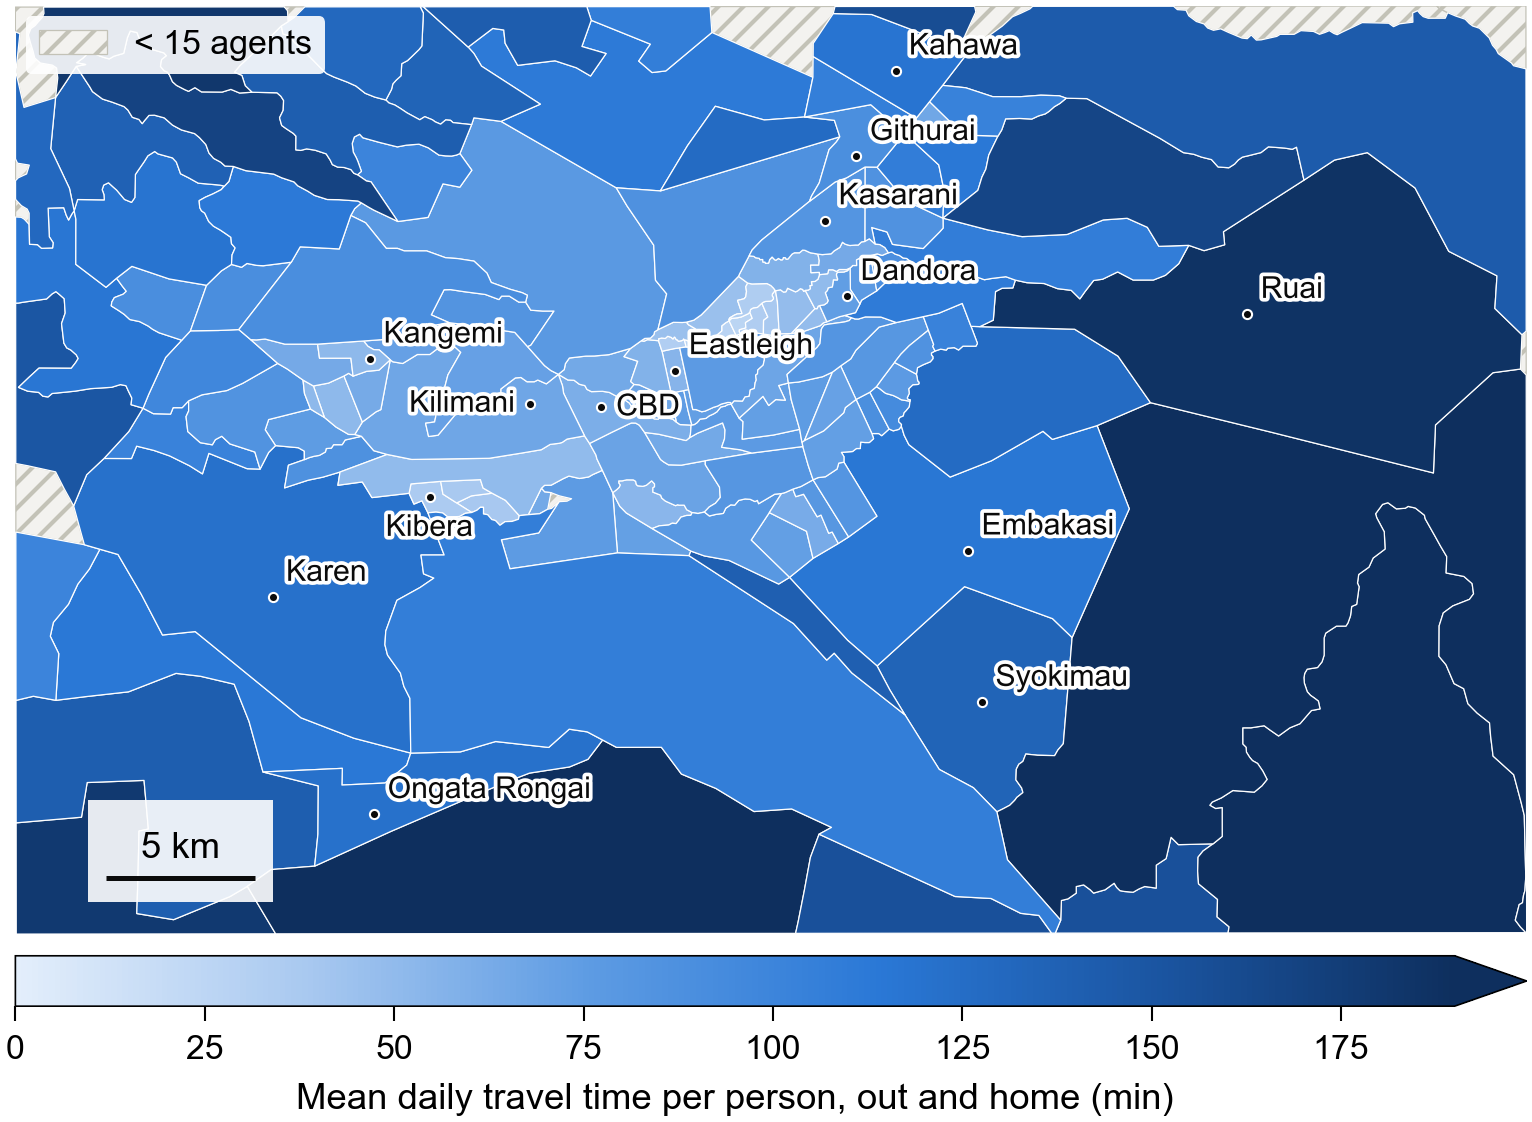 < 15 agents
Kahawa
Githurai
Kasarani
Dandora
Ruai
Kangemi
Eastleigh
Kilimani
CBD
Kibera
Embakasi
Karen
Syokimau
Ongata Rongai
5 km
0 25 50 75 100 125 150 175
Mean daily travel time per person, out and home (min)